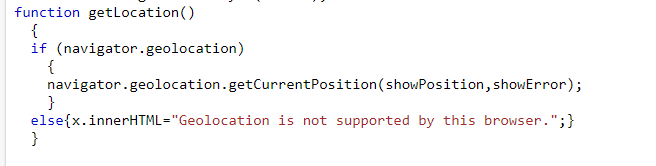 function getLocation()
{
if (navigator.geolocation)
{
navigator.geolocation.getCurrentPosition(showPosition,showError);
}
else{x.innerHTML="Geolocation is not supported by this browser.";}
}